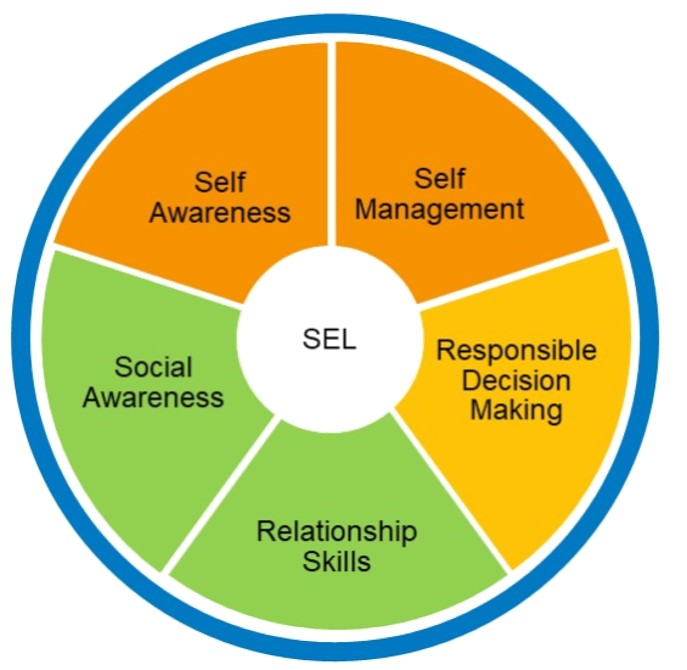 Self
Awareness
Self
Management
SEL
Responsible
Decision
Making
Social
Awareness
Relationship
Skills